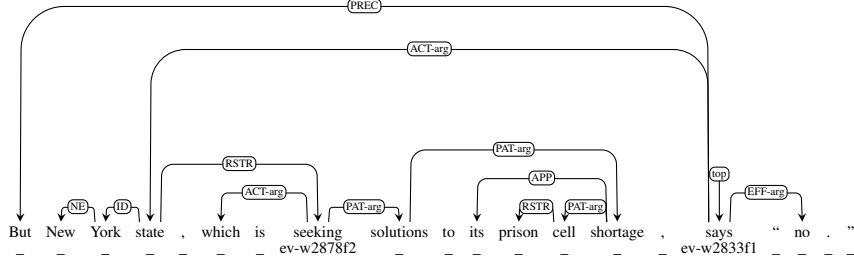 PREC
ACT-arg
PAT-arg
RSTR APP top
ACT-arg EFF-arg
NE ID PAT-arg RSTR PAT-arg
But New York state , which is seeking solutions to its prison cell shortage , says “ no . ”
_ _ _ _ _ _ _ ev-w2878f2 _ _ _ _ _ _ _ ev-w2833f1 _ _ _ _